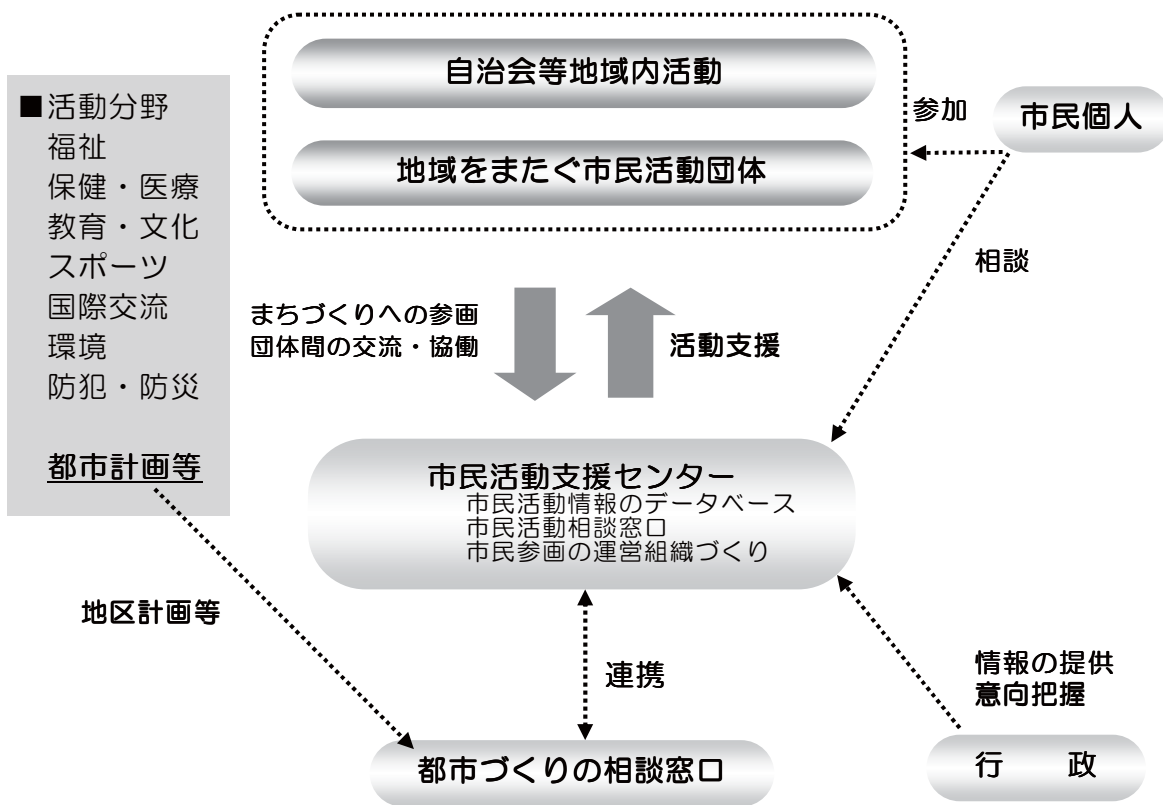 ■活動分野
福祉
保健・医療
教育・文化
スポーツ
国際交流
環境
防犯・防災
都市計画等
自治会等地域内活動
地域をまたぐ市民活動団体
参加
市民個人
相談
まちづくりへの参画
団体間の交流・協働
活動支援
市民活動支援センター
市民活動情報のデータベース
市民活動相談窓口
市民参画の運営組織づくり
地区計画等
連携
情報の提供
意向把握
都市づくりの相談窓口
行　政